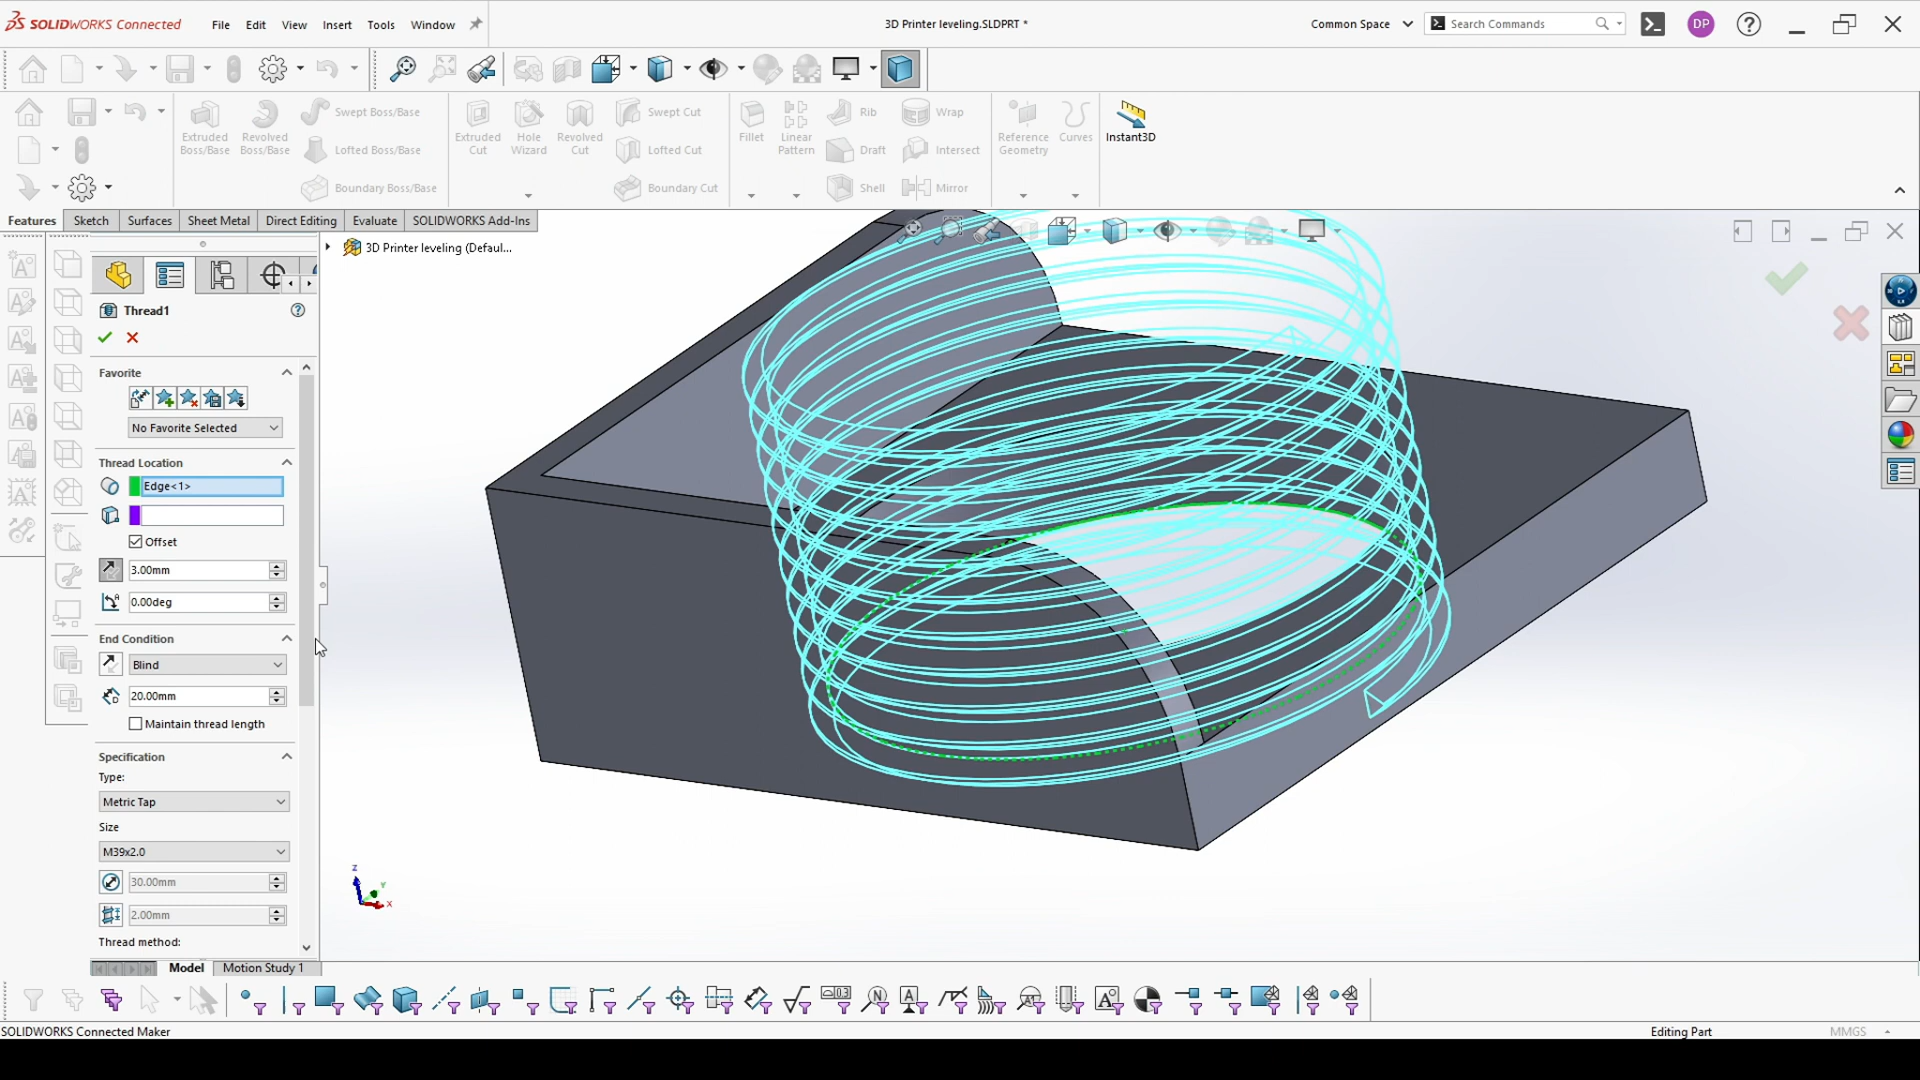 SOLIDWORKS Connected
File
Edit
View
Insert
Tools
Window
3D Printer leveling.SLDPRT *
Common Space
Search Commands
DP
Extruded Boss/Base
Revolved Boss/Base
Swept Boss/Base
Lofted Boss/Base
Boundary Boss/Base
Extruded Cut
Hole Wizard
Revolved Cut
Swept Cut
Lofted Cut
Boundary Cut
Fillet
Linear Pattern
Rib
Draft
Shell
Wrap
Intersect
Mirror
Reference Geometry
Curves
Instant3D
Features
Sketch
Surfaces
Sheet Metal
Direct Editing
Evaluate
SOLIDWORKS Add-Ins
3D Printer leveling (Defaul...
Thread1
Favorite
No Favorite Selected
Thread Location
Edge<1>
Offset
3.00mm
0.00deg
End Condition
Blind
20.00mm
Maintain thread length
Specification
Type:
Metric Tap
Size
M39x2.0
30.00mm
2.00mm
Thread method:
Z
Y
X
Model
Motion Study 1
SOLIDWORKS Connected Maker
Editing Part
MMGS